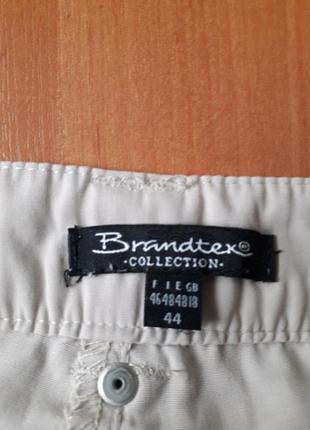 Brandtex
·COLLECTION·
F I E GB
46 48 48 18
44